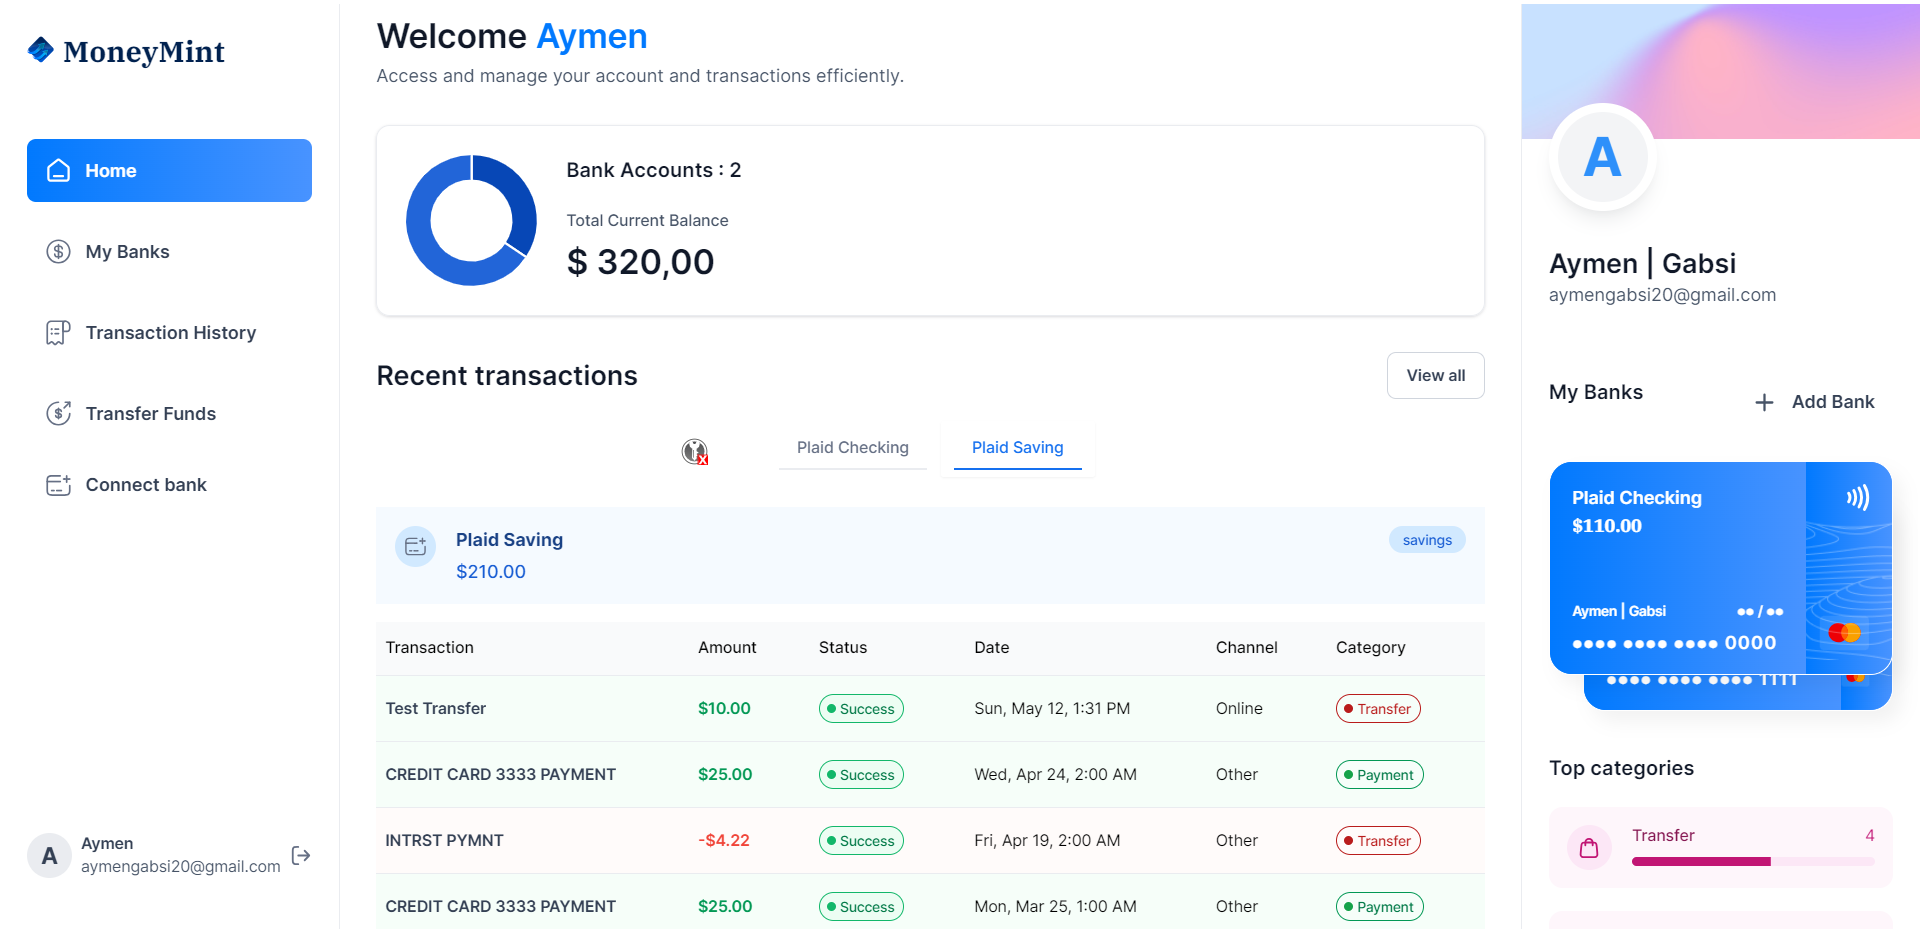 MoneyMint
Home
My Banks
Transaction History
Transfer Funds
Connect bank
A
Aymen
aymengabsi20@gmail.com
Welcome Aymen
Access and manage your account and transactions efficiently.
Bank Accounts : 2
Total Current Balance
$ 320,00
Recent transactions
View all
Plaid Checking
Plaid Saving
Plaid Saving
savings
$210.00
Transaction Amount Status Date Channel Category
Test Transfer $10.00 Success Sun, May 12, 1:31 PM Online Transfer
CREDIT CARD 3333 PAYMENT $25.00 Success Wed, Apr 24, 2:00 AM Other Payment
INTRST PYMNT -$4.22 Success Fri, Apr 19, 2:00 AM Other Transfer
CREDIT CARD 3333 PAYMENT $25.00 Success Mon, Mar 25, 1:00 AM Other Payment
A
Aymen | Gabsi
aymengabsi20@gmail.com
My Banks
Add Bank
Plaid Checking
$110.00
Aymen | Gabsi ●● / ●●
●●●● ●●●● ●●●● 0000
●●●● ●●●● ●●●● 1111
Top categories
Transfer 4